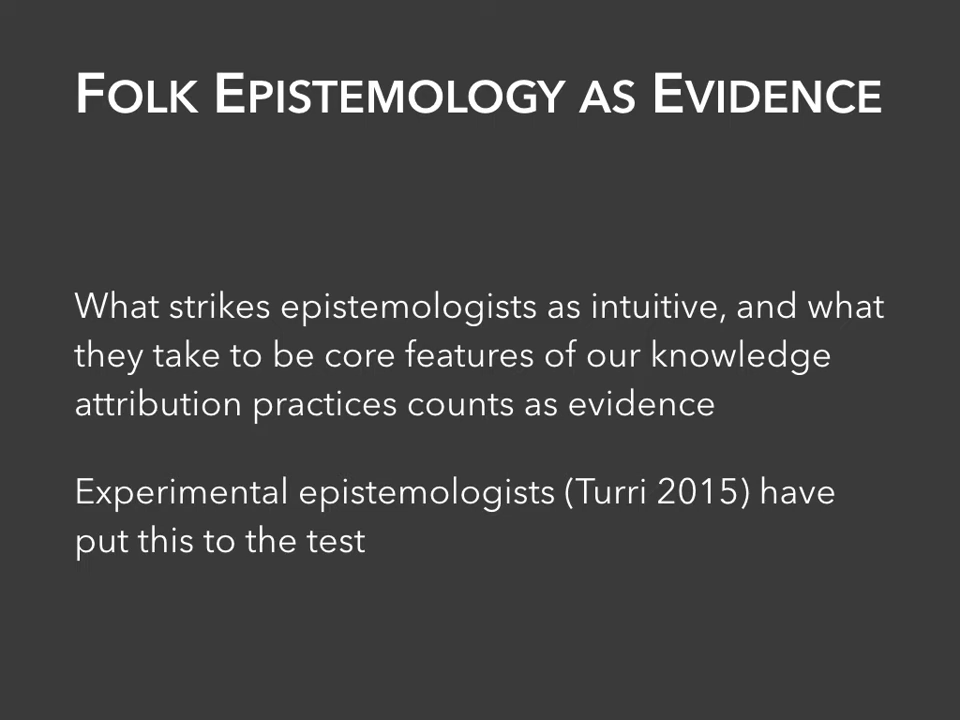 FOLK EPISTEMOLOGY AS EVIDENCE
What strikes epistemologists as intuitive, and what
they take to be core features of our knowledge
attribution practices counts as evidence
Experimental epistemologists (Turri 2015) have
put this to the test